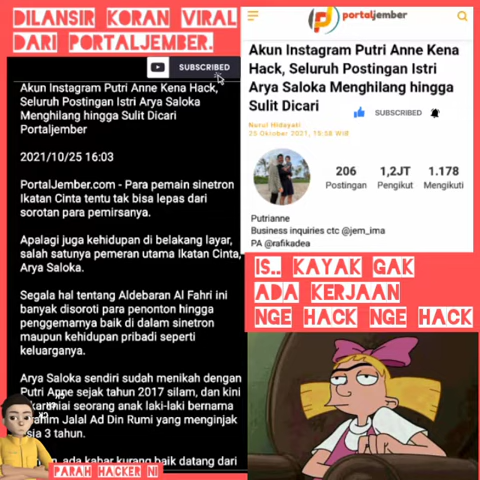 DILANSIR KORAN VIRAL
DARI PORTALJEMBER.
SUBSCRIBED
Akun Instagram Putri Anne Kena Hack,
Seluruh Postingan Istri Arya Saloka
Menghilang hingga Sulit Dicari
Portaljember
2021/10/25 16:03
PortalJember.com - Para pemain sinetron
Ikatan Cinta tentu tak bisa lepas dari
sorotan para pemirsanya.
Apalagi juga kehidupan di belakang layar,
salah satunya pemeran utama Ikatan Cinta,
Arya Saloka.
Segala hal tentang Aldebaran Al Fahri ini
banyak disoroti para penonton hingga
penggemarnya baik di dalam sinetron
maupun kehidupan pribadi seperti
keluarganya.
Arya Saloka sendiri sudah menikah dengan
Putri Anne sejak tahun 2017 silam, dan kini
seorang anak laki-laki bernama
Jalal Ad Din Rumi yang menginjak
3 tahun.
ada kabar kurang baik datang dari
PARAH HACKER NI
portaljember
Akun Instagram Putri Anne Kena
Hack, Seluruh Postingan Istri
Arya Saloka Menghilang hingga
Sulit Dicari
SUBSCRIBED
Nurul Hidayati
25 Oktober 2021, 15:58 WIB
206 1,2JT 1.178
Postingan Pengikut Mengikuti
Putrianne
Business inquiries ctc @jem_ima
PA @rafikadea
IS.. KAYAK GAK
ADA KERJAAN
NGE HACK NGE HACK